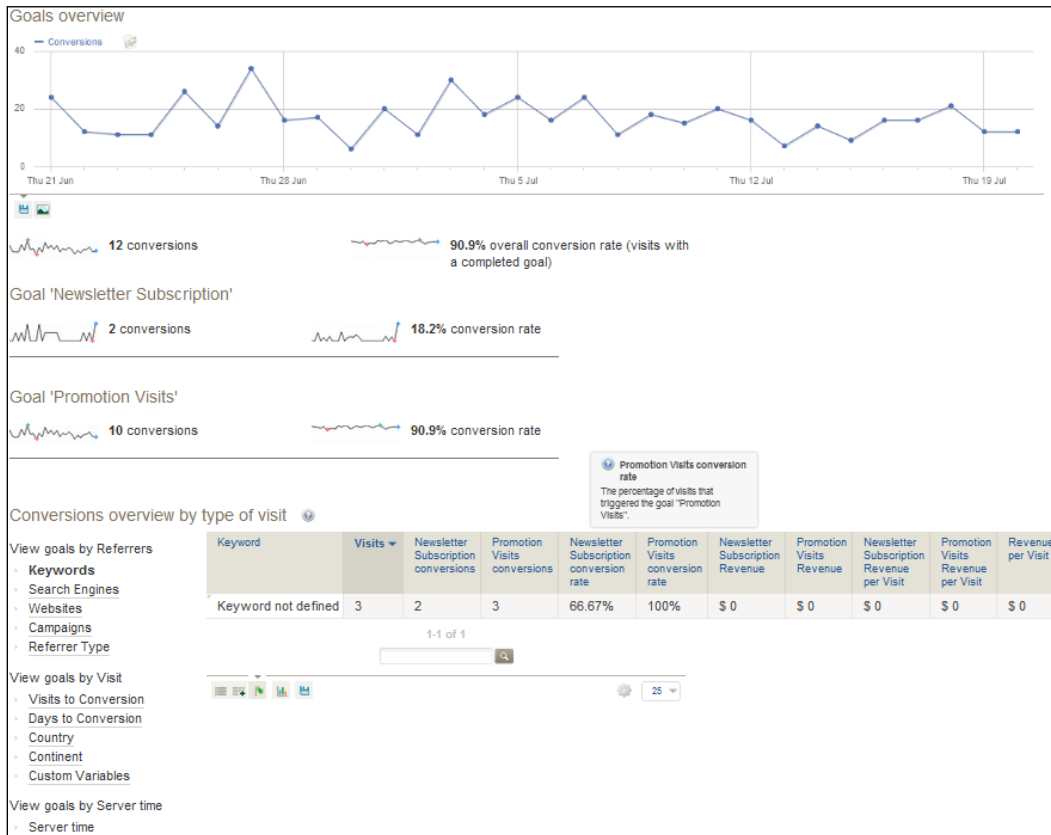 Goals overview
Conversions
40
20
0
Thu 21 Jun
Thu 28 Jun
Thu 5 Jul
Thu 12 Jul
Thu 19 Jul
12 conversions
90.9% overall conversion rate (visits with
a completed goal)
Goal 'Newsletter Subscription'
2 conversions
18.2% conversion rate
Goal 'Promotion Visits'
10 conversions
90.9% conversion rate
Promotion Visits conversion
rate
The percentage of visits that
triggered the goal "Promotion
Visits".
Conversions overview by type of visit
View goals by Referrers
Keywords
Search Engines
Websites
Campaigns
Referrer Type
View goals by Visit
Visits to Conversion
Days to Conversion
Country
Continent
Custom Variables
View goals by Server time
Server time
Keyword
Visits
Newsletter
Subscription
conversions
Promotion
Visits
conversions
Newsletter
Subscription
conversion
rate
Promotion
Visits
conversion
rate
Newsletter
Subscription
Revenue
Promotion
Visits
Revenue
Newsletter
Subscription
Revenue
per Visit
Promotion
Visits
Revenue
per Visit
Revenue
per Visit
Keyword not defined 3 2 3 66.67% 100% $ 0 $ 0 $ 0 $ 0 $ 0
1-1 of 1
25